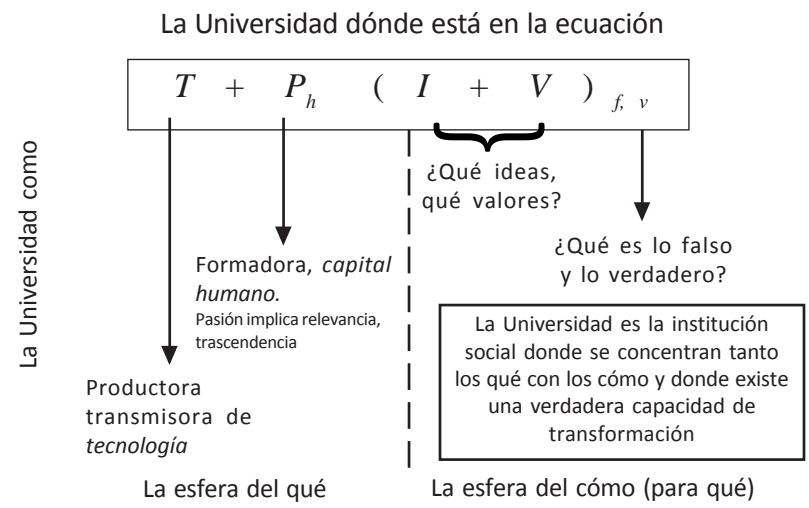 La Universidad dónde está en la ecuación
T + P h ( I + V ) f, v
La Universidad como
¿Qué ideas,
qué valores?
¿Qué es lo falso
y lo verdadero?
Formadora, capital
humano.
Pasión implica relevancia,
trascendencia
La Universidad es la institución
social donde se concentran tanto
los qué con los cómo y donde existe
una verdadera capacidad de
transformación
Productora
transmisora de
tecnología
La esfera del qué
La esfera del cómo (para qué)